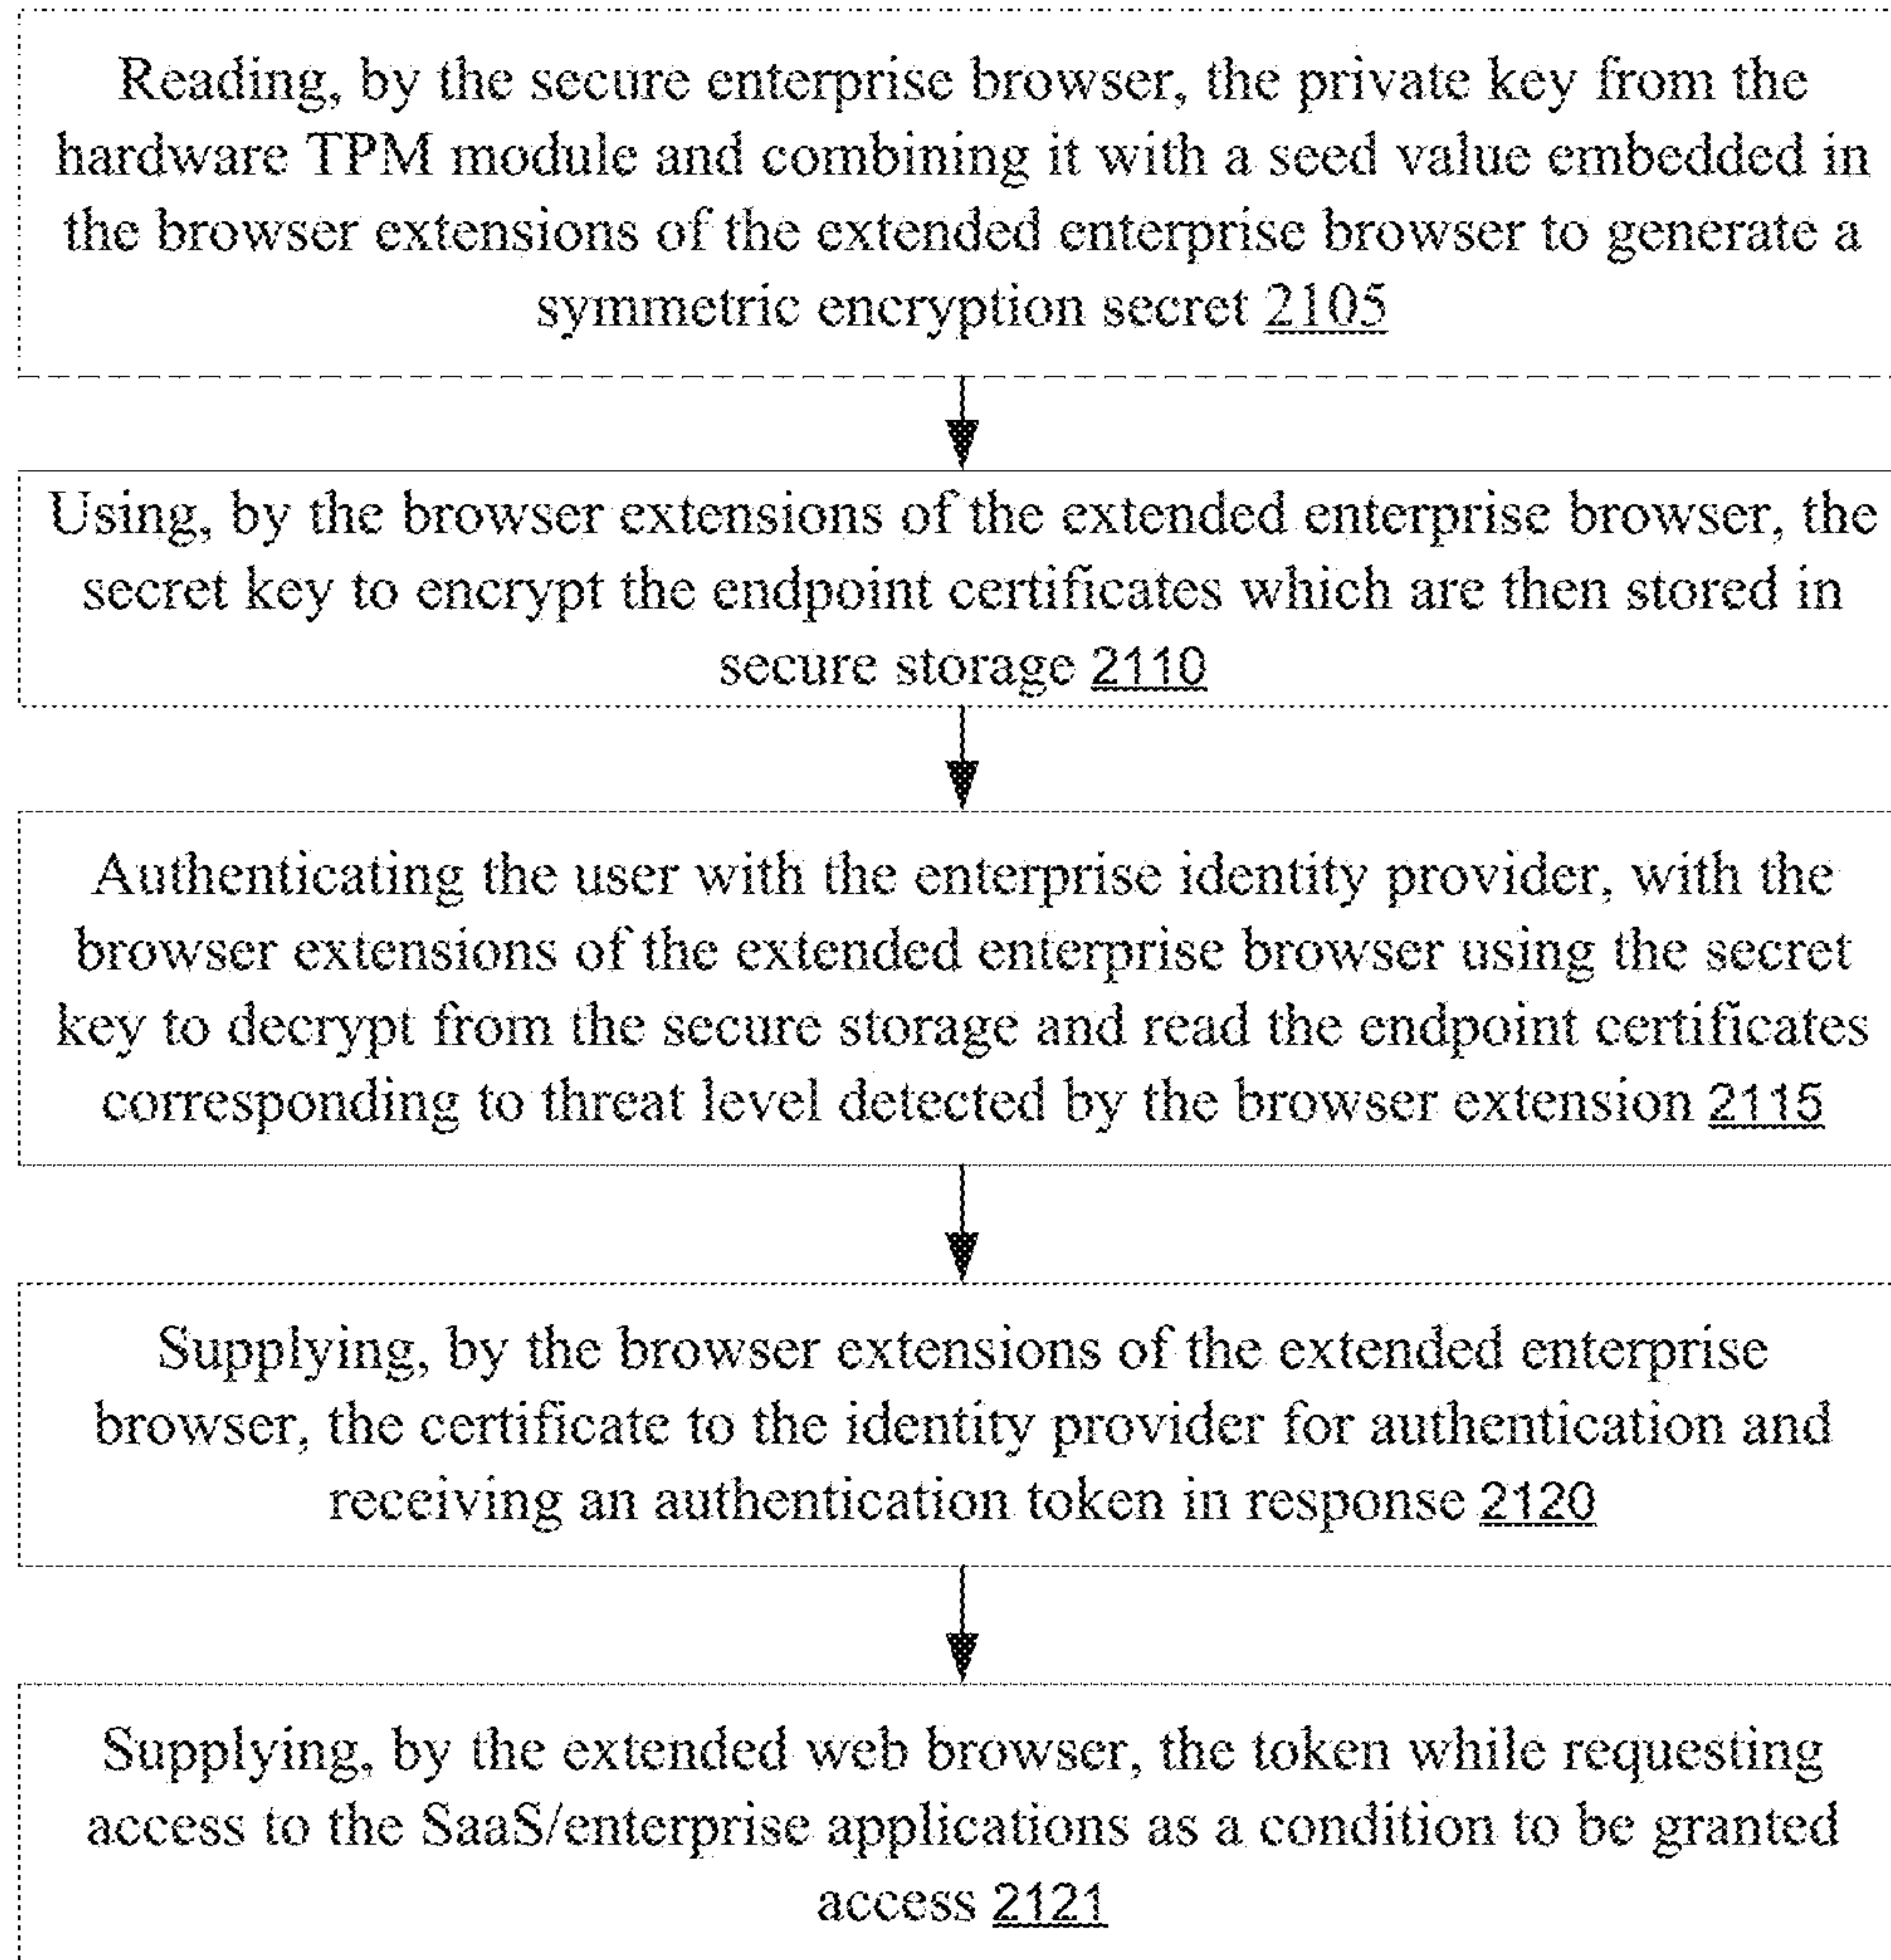 Reading, by the secure enterprise browser, the private key from the
hardware TPM module and combining it with a seed value embedded in
the browser extensions of the extended enterprise browser to generate a
symmetric encryption secret 2105
Using, by the browser extensions of the extended enterprise browser, the
secret key to encrypt the endpoint certificates which are then stored in
secure storage 2110
Authenticating the user with the enterprise identity provider, with the
browser extensions of the extended enterprise browser using the secret
key to decrypt from the secure storage and read the endpoint certificates
corresponding to threat level detected by the browser extension 2115
Supplying, by the browser extensions of the extended enterprise
browser, the certificate to the identity provider for authentication and
receiving an authentication token in response 2120
Supplying, by the extended web browser, the token while requesting
access to the SaaS/enterprise applications as a condition to be granted
access 2121